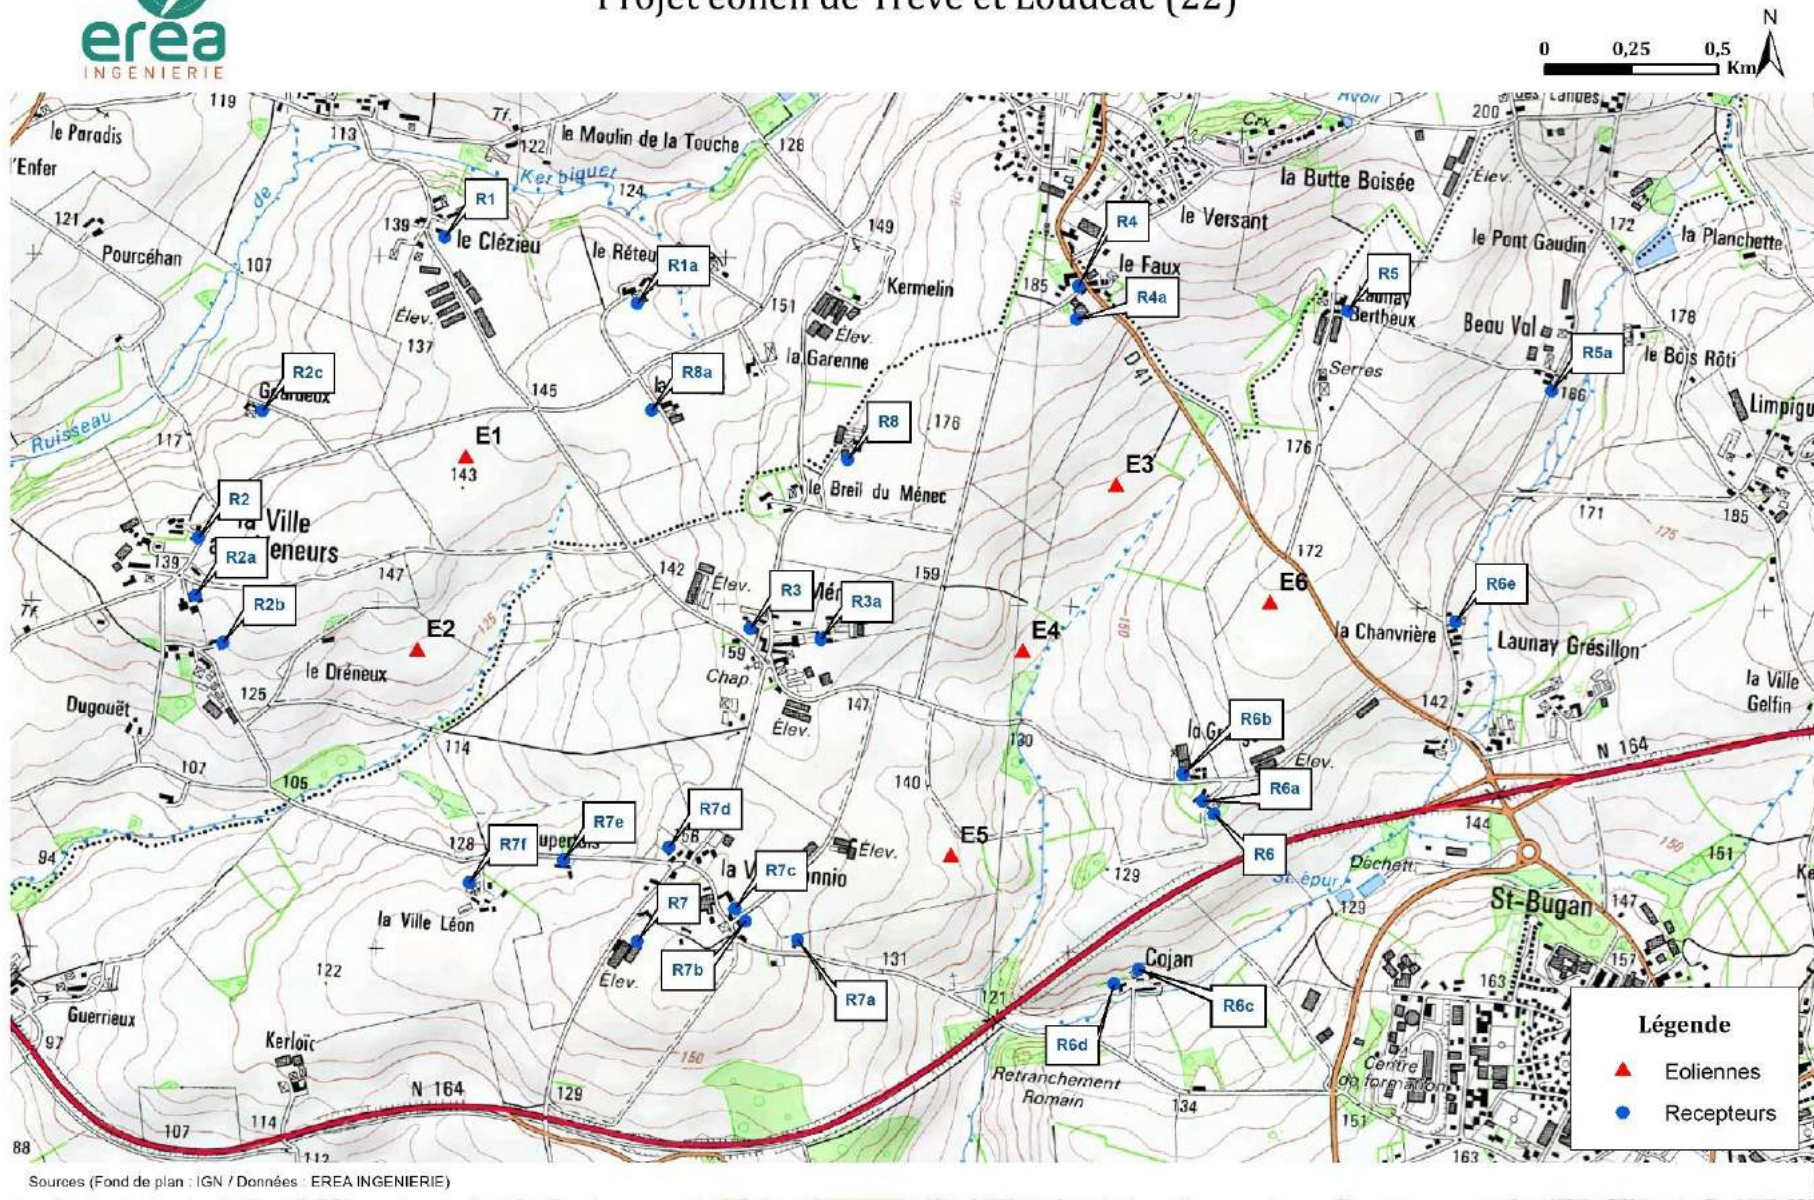 Projet éolien de Trévé et Loudéac (22)
eréa
INGENIERIE
0 0,25 0,5
Km
N
119
le Paradis
113
Tf.
122
le Moulin de la Touche
128
200
Crx
'Enfer
Kerbiguet
124
la Butte Boisée
Élev.
de
R1
121
139
le Clézieu
149
R4
le Versant
172
le Pont Gaudin
la Planchette
Pourcéhan
107
R1a
Kermelin
185
le Faux
R5
R4a
Bertheux
151
Élev.
Élev.
137
la Garenne
D 41
Beau Val
178
le Bois Rôti
R5a
R2c
R8a
Serres
186
145
Ruisseau
117
E1
143
R8
176
176
E3
R2
le Breil du Ménec
171
185
175
Ville
R2a
139
147
142
Élev.
159
172
E6
R6e
Tf.
R2b
R3
R3a
E2
125
E4
150
la Chanvrière
Launay Grésillon
159
Chap.
le Dréneux
125
Dugouët
147
Élev.
142
la Ville
Gelfin
R6b
114
130
N 164
107
105
140
Élev.
R6a
R7d
R7e
E5
144
128
R7f
Élev.
R6
150
151
94
R7c
129
Déchett.
la Ville Léon
R7
129
St-Bugan
147
R7b
131
Cojan
157
122
Élev.
R7a
R6c
163
Guerrieux
121
R6d
Légende
97
Kerloïc
150
Retranchement
Romain
Centre
de formation
Eoliennes
N 164
129
134
151
Recepteurs
107
114
88
112
163
Sources (Fond de plan : IGN / Données : EREA INGENIERIE)